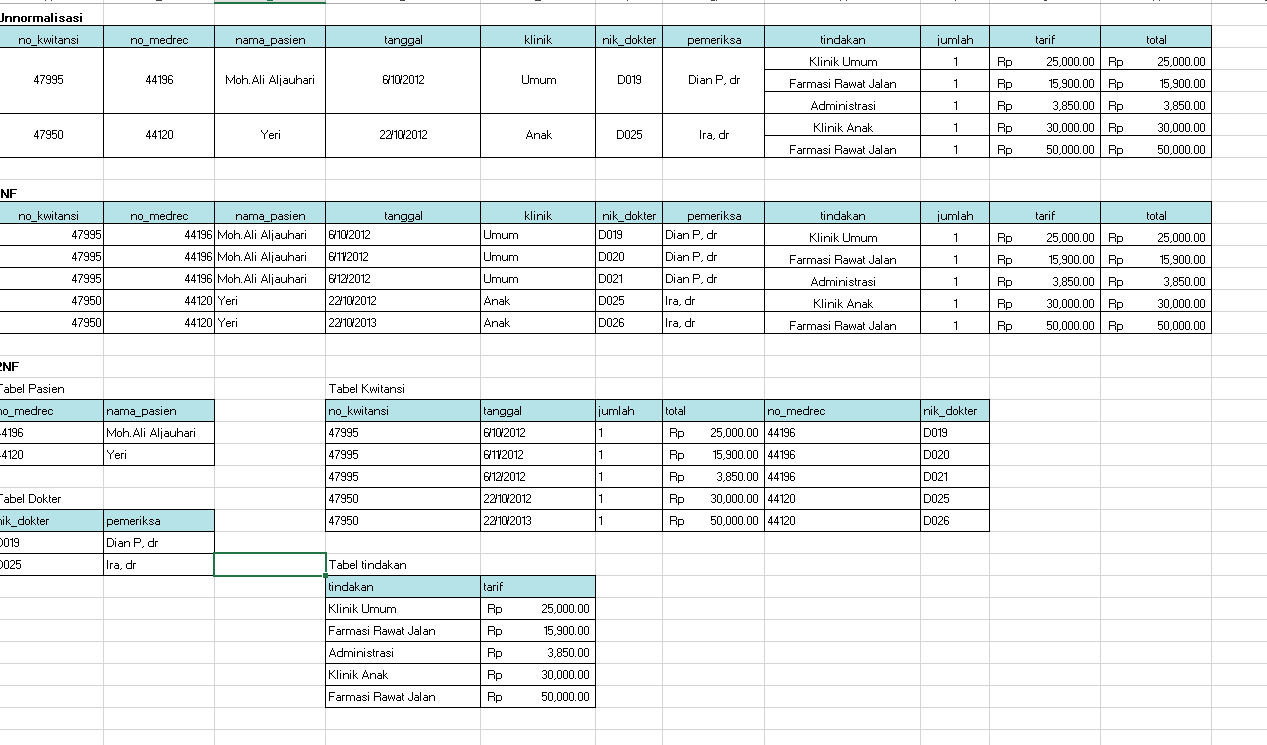 Unnormalisasi
no_kwitansi no_medrec nama_pasien tanggal klinik nik_dokter pemeriksa tindakan jumlah tarif total
47995 44196 Moh.Ali Aljauhari 6/10/2012 Umum D019 Dian P, dr Klinik Umum 1 Rp 25,000.00 Rp 25,000.00
Farmasi Rawat Jalan 1 Rp 15,900.00 Rp 15,900.00
Administrasi 1 Rp 3,850.00 Rp 3,850.00
47950 44120 Yeri 22/10/2012 Anak D025 Ira, dr Klinik Anak 1 Rp 30,000.00 Rp 30,000.00
Farmasi Rawat Jalan 1 Rp 50,000.00 Rp 50,000.00
NF
no_kwitansi no_medrec nama_pasien tanggal klinik nik_dokter pemeriksa tindakan jumlah tarif total
47995 44196 Moh.Ali Aljauhari 6/10/2012 Umum D019 Dian P, dr Klinik Umum 1 Rp 25,000.00 Rp 25,000.00
47995 44196 Moh.Ali Aljauhari 6/11/2012 Umum D020 Dian P, dr Farmasi Rawat Jalan 1 Rp 15,900.00 Rp 15,900.00
47995 44196 Moh.Ali Aljauhari 6/12/2012 Umum D021 Dian P, dr Administrasi 1 Rp 3,850.00 Rp 3,850.00
47950 44120 Yeri 22/10/2012 Anak D025 Ira, dr Klinik Anak 1 Rp 30,000.00 Rp 30,000.00
47950 44120 Yeri 22/10/2013 Anak D026 Ira, dr Farmasi Rawat Jalan 1 Rp 50,000.00 Rp 50,000.00
2NF
Tabel Pasien
no_medrec nama_pasien
44196 Moh.Ali Aljauhari
44120 Yeri
Tabel Kwitansi
no_kwitansi tanggal jumlah total no_medrec nik_dokter
47995 6/10/2012 1 Rp 25,000.00 44196 D019
47995 6/11/2012 1 Rp 15,900.00 44196 D020
47995 6/12/2012 1 Rp 3,850.00 44196 D021
47950 22/10/2012 1 Rp 30,000.00 44120 D025
47950 22/10/2013 1 Rp 50,000.00 44120 D026
Tabel Dokter
nik_dokter pemeriksa
D019 Dian P, dr
D025 Ira, dr
Tabel tindakan
tindakan tarif
Klinik Umum Rp 25,000.00
Farmasi Rawat Jalan Rp 15,900.00
Administrasi Rp 3,850.00
Klinik Anak Rp 30,000.00
Farmasi Rawat Jalan Rp 50,000.00